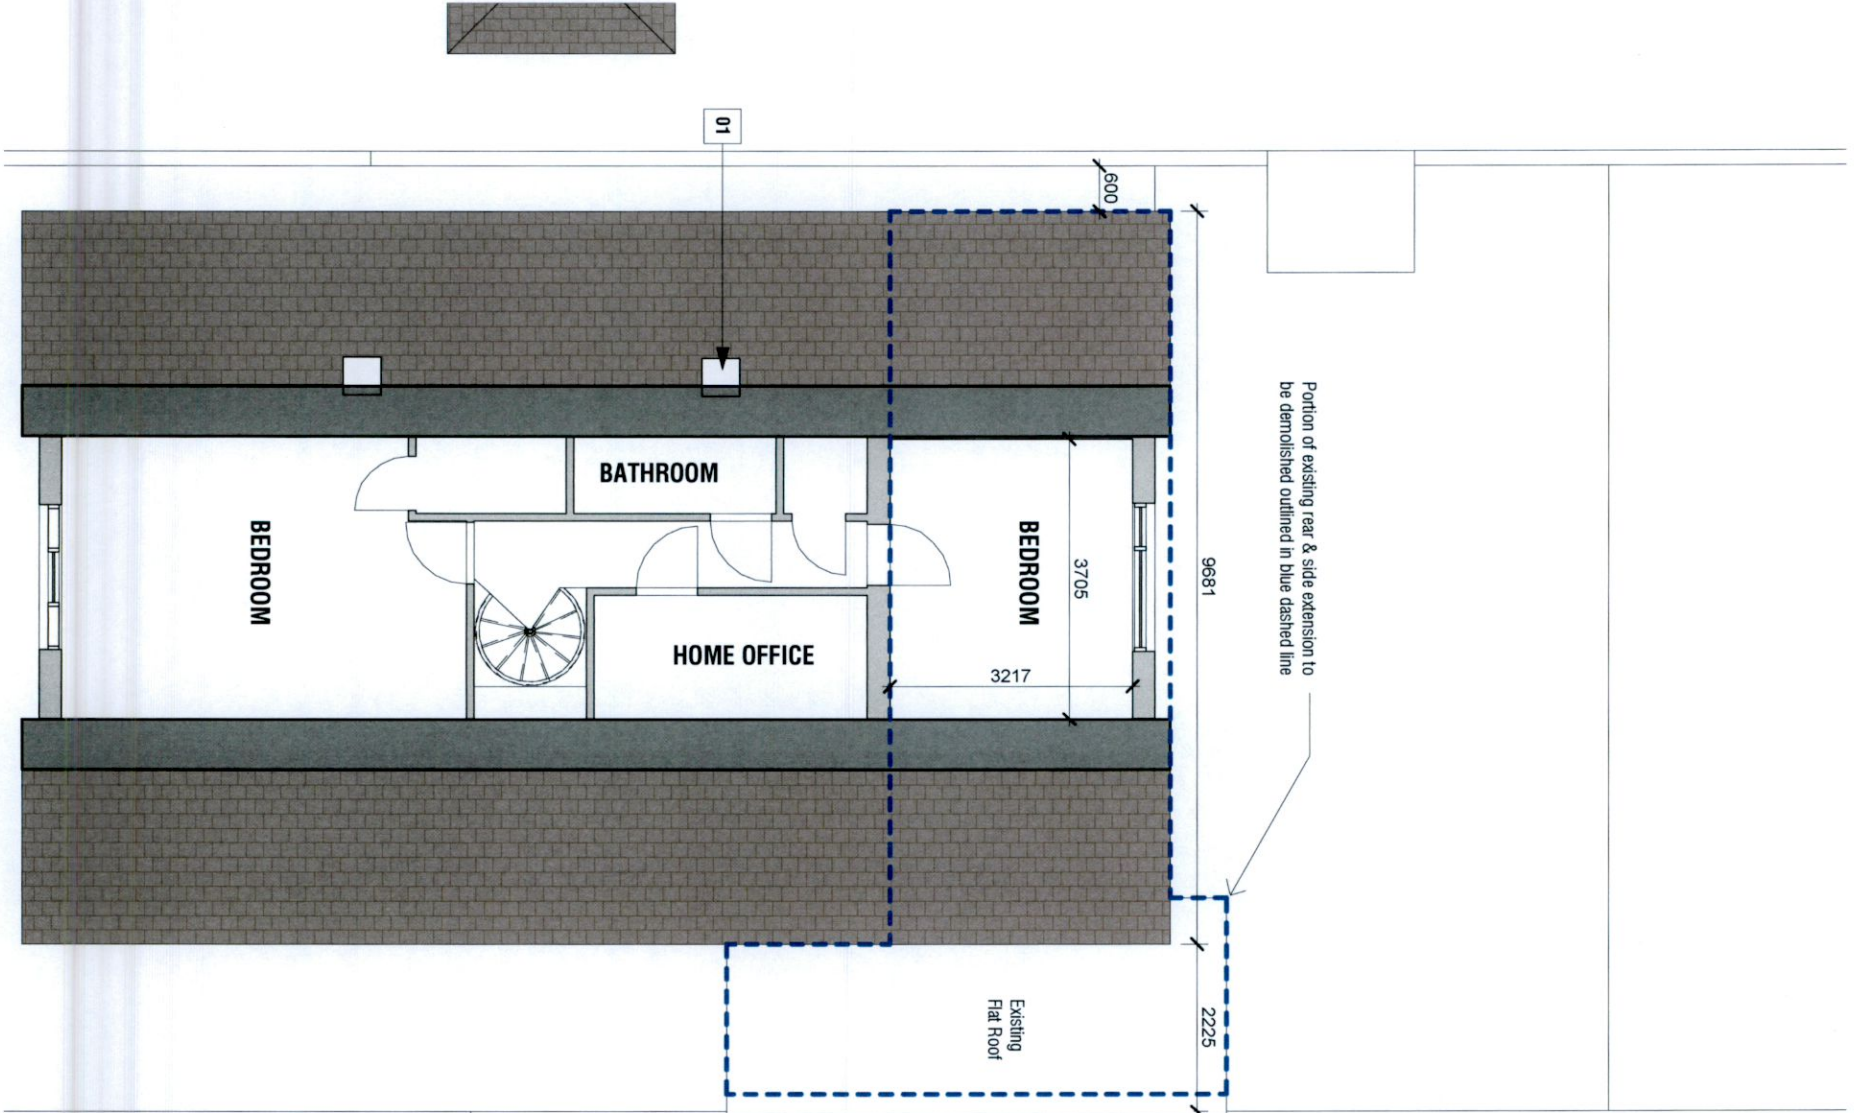 01
600
Portion of existing rear & side extension to
be demolished outlined in blue dashed line
9681
BATHROOM
BEDROOM
BEDROOM
3705
HOME OFFICE
3217
Existing
Flat Roof
2225